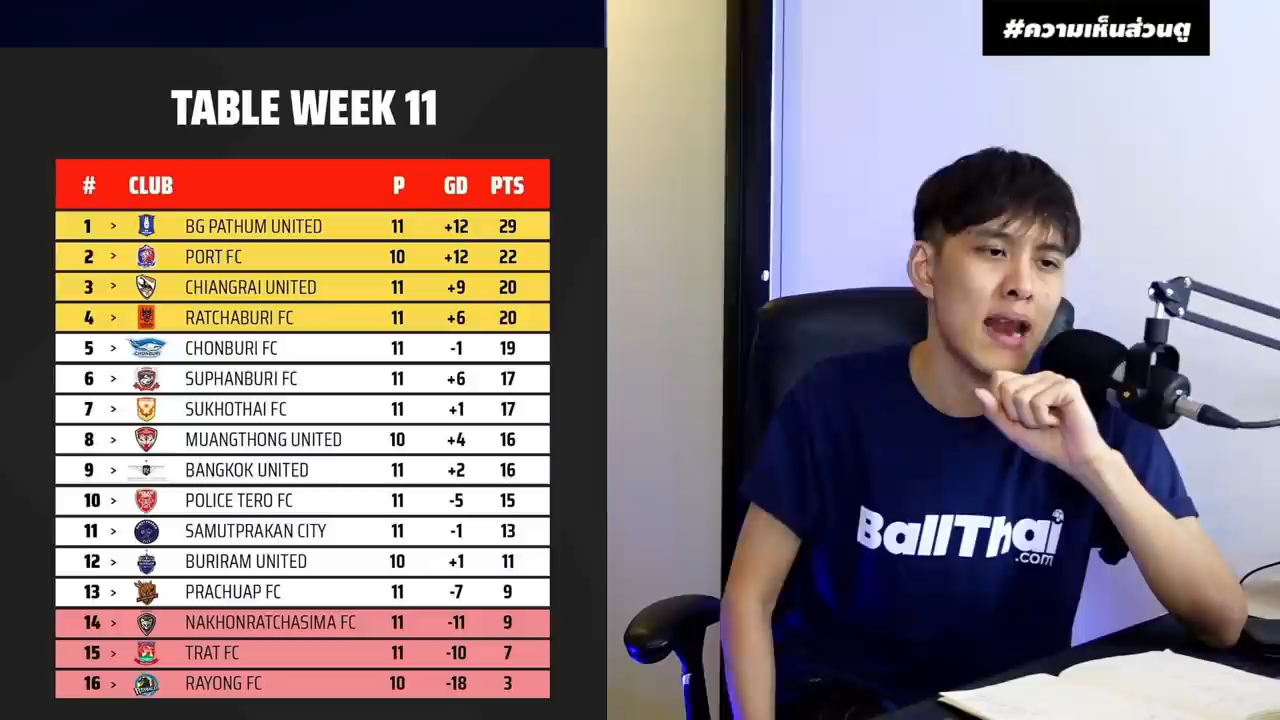 #ความเห็นส่วนตู
TABLE WEEK 11
# CLUB P GD PTS
1 > BG PATHUM UNITED 11 +12 29
2 > PORT FC 10 +12 22
3 > CHIANGRAI UNITED 11 +9 20
4 > RATCHABURI FC 11 +6 20
5 > CHONBURI FC 11 -1 19
6 > SUPHANBURI FC 11 +6 17
7 > SUKHOTHAI FC 11 +1 17
8 > MUANGTHONG UNITED 10 +4 16
9 > BANGKOK UNITED 11 +2 16
10 > POLICE TERO FC 11 -5 15
11 > SAMUTPRAKAN CITY 11 -1 13
12 > BURIRAM UNITED 10 +1 11
13 > PRACHUAP FC 11 -7 9
14 > NAKHONRATCHASIMA FC 11 -11 9
15 > TRAT FC 11 -10 7
16 > RAYONG FC 10 -18 3
BallThai
.com